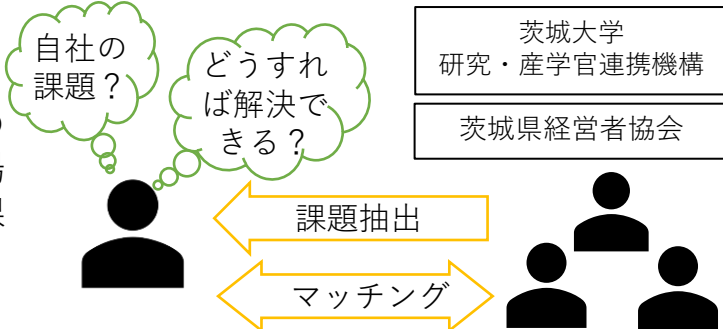 自社の
課題？
どうすれ
ば解決で
きる？
茨城大学
研究・産学官連携機構
茨城県経営者協会
課題抽出
マッチング